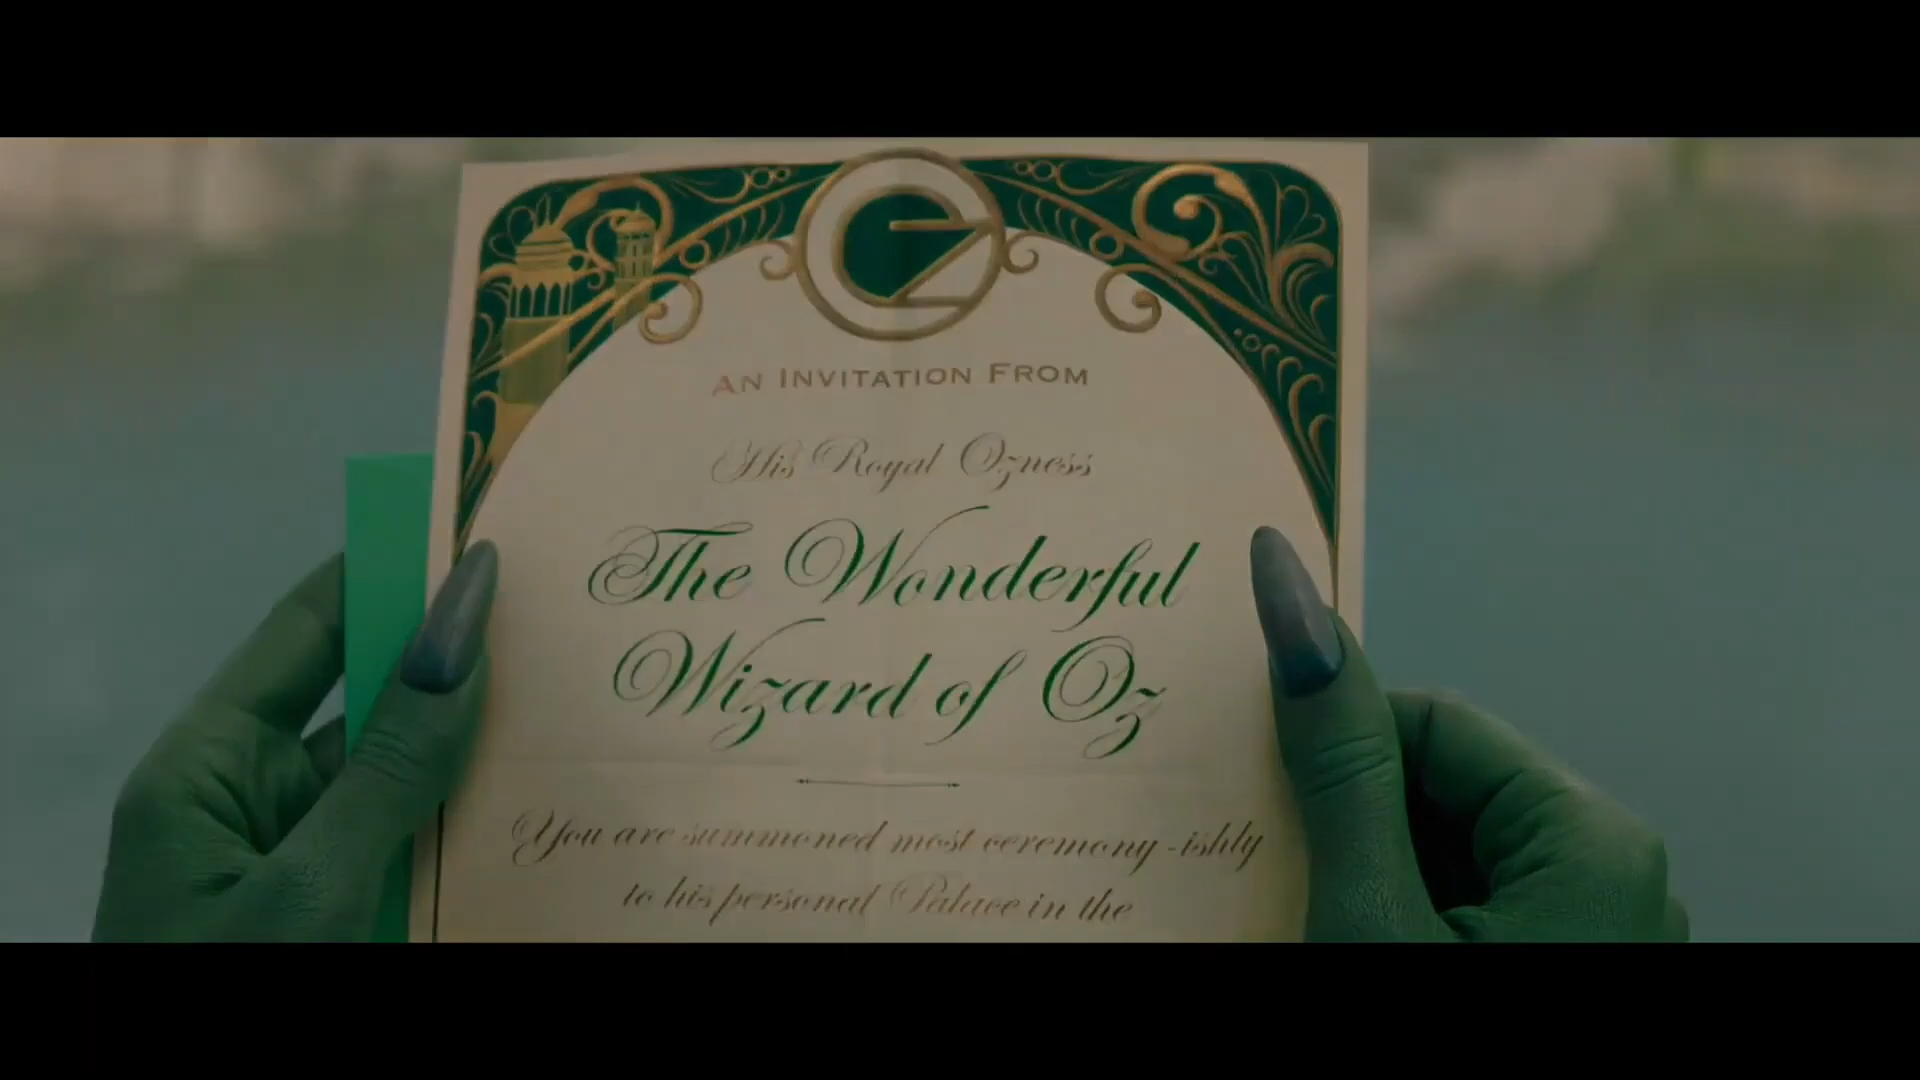 OZ
AN INVITATION FROM
His Royal Ozness
The Wonderful
Wizard of Oz
You are summoned most ceremony-ishly
to his personal Palace in the